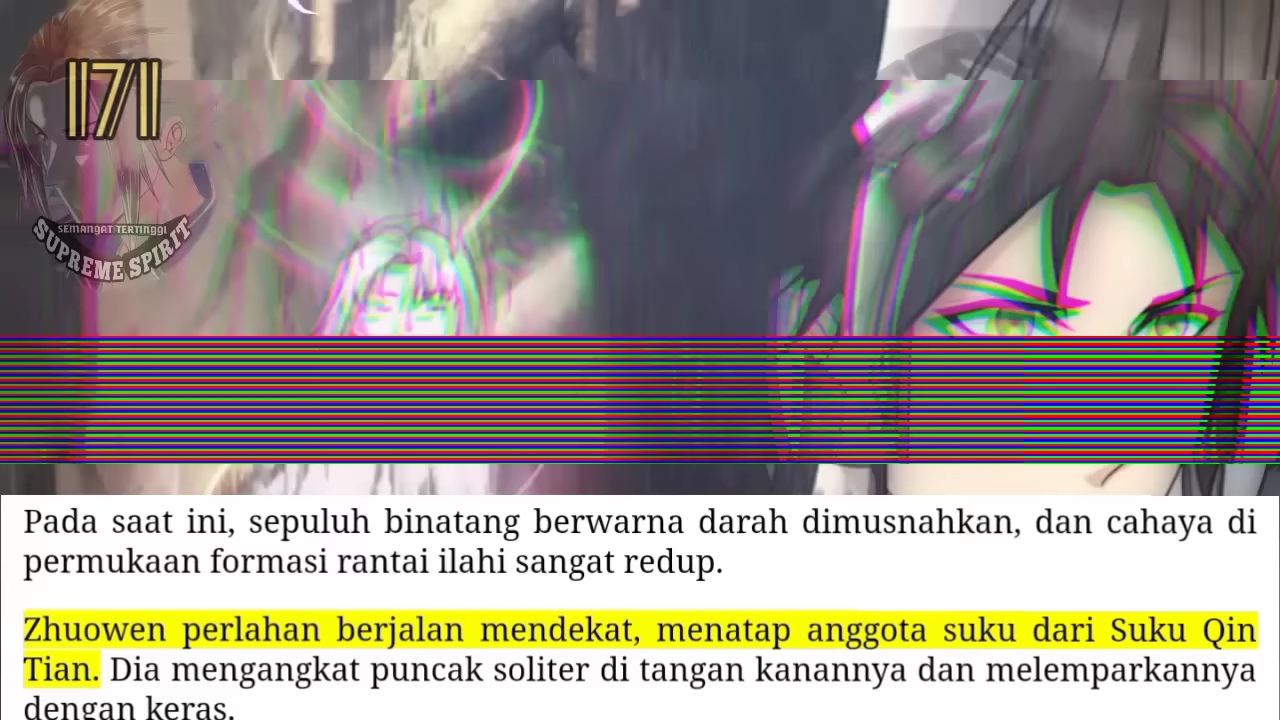 171
SEMANGAT TERTINGGI
SUPREME SPIRIT
Pada saat ini, sepuluh binatang berwarna darah dimusnahkan, dan cahaya di
permukaan formasi rantai ilahi sangat redup.
Zhuowen perlahan berjalan mendekat, menatap anggota suku dari Suku Qin
Tian. Dia mengangkat puncak soliter di tangan kanannya dan melemparkannya
dengan keras.